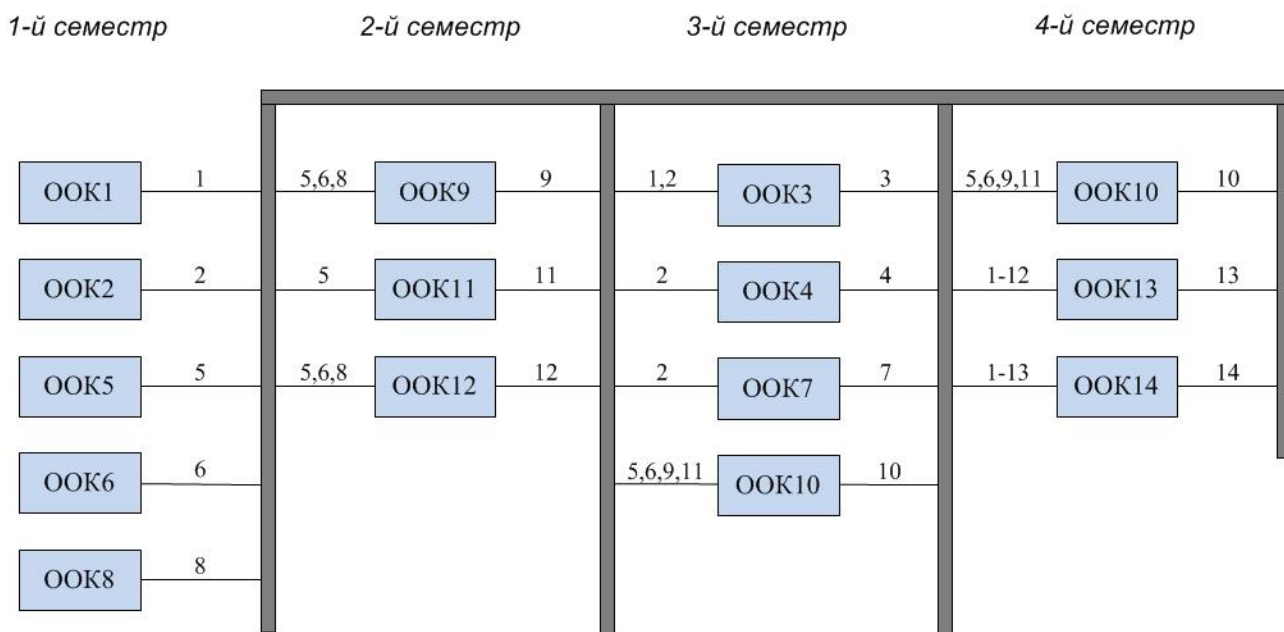 1-й семестр 2-й семестр 3-й семестр 4-й семестр
ООК1 1 5,6,8 ООК9 9 1,2 ООК3 3 5,6,9,11 ООК10 10
ООК2 2 5 ООК11 11 2 ООК4 4 1-12 ООК13 13
ООК5 5 5,6,8 ООК12 12 2 ООК7 7 1-13 ООК14 14
ООК6 6 5,6,9,11 ООК10 10
ООК8 8